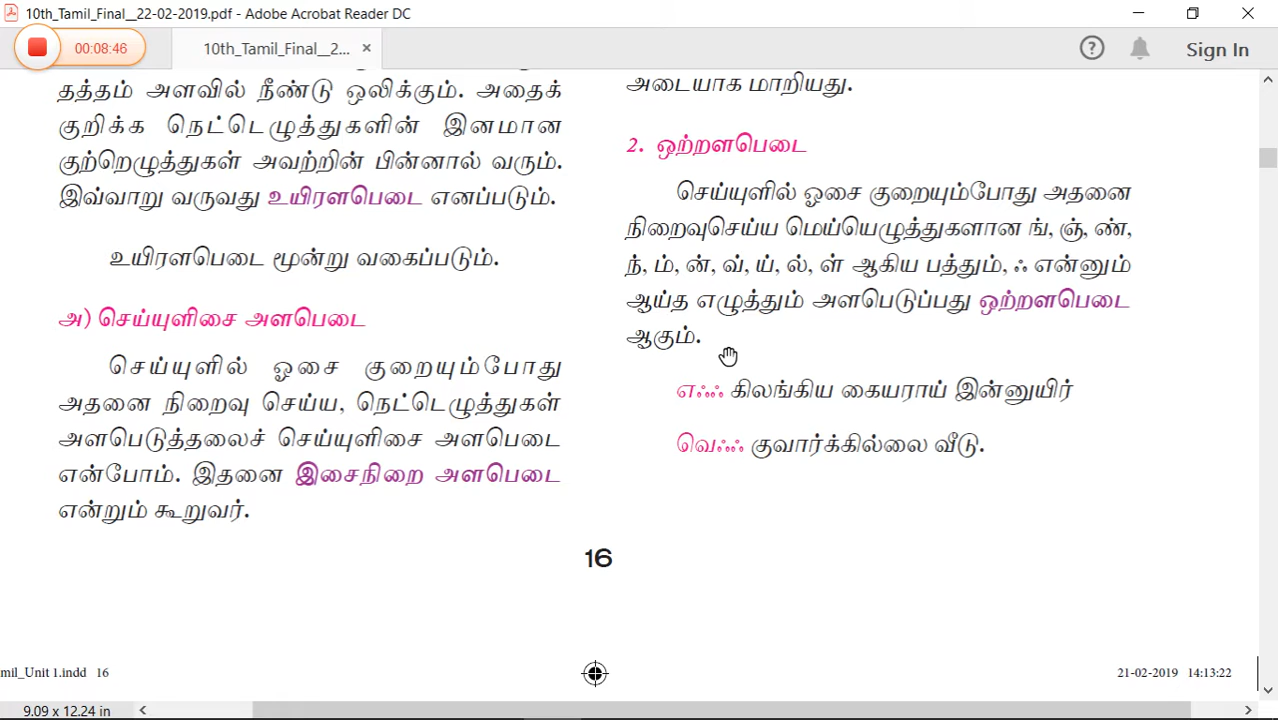 10th_Tamil_Final__22-02-2019.pdf - Adobe Acrobat Reader DC
00:08:46
10th_Tamil_Final__2...
Sign In
தத்தம் அளவில் நீண்டு ஒலிக்கும். அதைக்
குறிக்க நெட்டெழுத்துகளின் இனமான
குற்றெழுத்துகள் அவற்றின் பின்னால் வரும்.
இவ்வாறு வருவது உயிரளபெடை எனப்படும்.
உயிரளபெடை மூன்று வகைப்படும்.
அ) செய்யுளிசை அளபெடை
செய்யுளில் ஓசை குறையும்போது
அதனை நிறைவு செய்ய, நெட்டெழுத்துகள்
அளபெடுத்தலைச் செய்யுளிசை அளபெடை
என்போம். இதனை இசைநிறை அளபெடை
என்றும் கூறுவர்.
அடையாக மாறியது.
2. ஒற்றளபெடை
செய்யுளில் ஓசை குறையும்போது அதனை
நிறைவுசெய்ய மெய்யெழுத்துகளான ங், ஞ், ண்,
ந், ம், ன், வ், ய், ல், ள் ஆகிய பத்தும், ஃ என்னும்
ஆய்த எழுத்தும் அளபெடுப்பது ஒற்றளபெடை
ஆகும்.
எஃஃ கிலங்கிய கையராய் இன்னுயிர்
வெஃஃ குவார்க்கில்லை வீடு.
16
mil_Unit 1.indd 16
21-02-2019 14:13:22
9.09 x 12.24 in